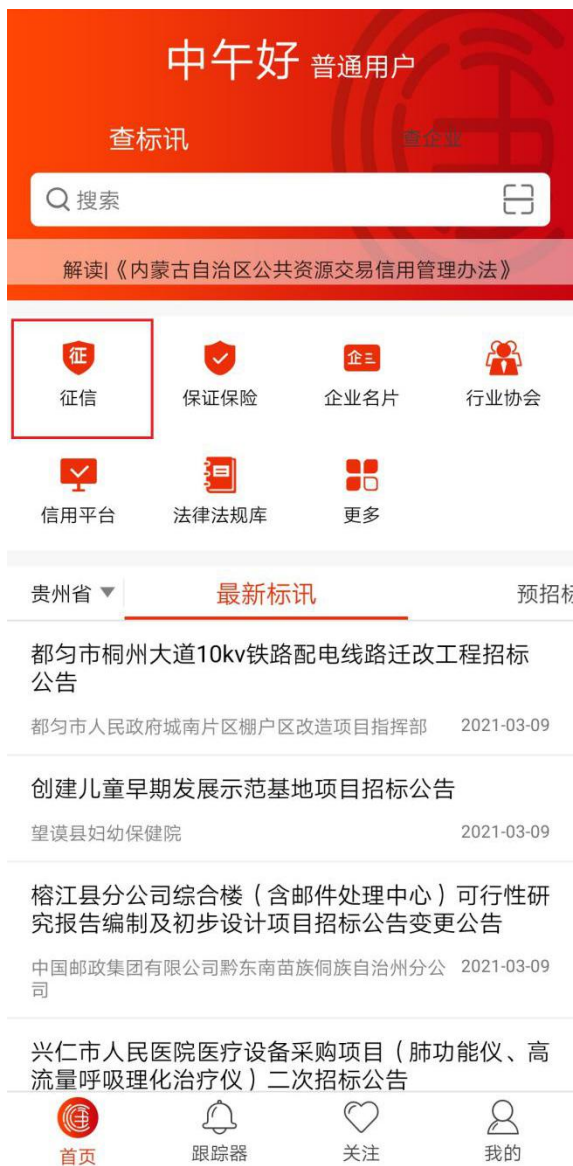 中午好 普通用户
查标讯 查企业
搜索
解读|《内蒙古自治区公共资源交易信用管理办法》
征 企
征信 保证保险 企业名片 行业协会
信用平台 法律法规库 更多
贵州省 最新标讯 预招标
都匀市桐州大道10kv铁路配电线路迁改工程招标
公告
都匀市人民政府城南片区棚户区改造项目指挥部 2021-03-09
创建儿童早期发展示范基地项目招标公告
望谟县妇幼保健院 2021-03-09
榕江县分公司综合楼（含邮件处理中心）可行性研
究报告编制及初步设计项目招标公告变更公告
中国邮政集团有限公司黔东南苗族侗族自治州分公 2021-03-09
司
兴仁市人民医院医疗设备采购项目（肺功能仪、高
流量呼吸理化治疗仪）二次招标公告
首页 跟踪器 关注 我的